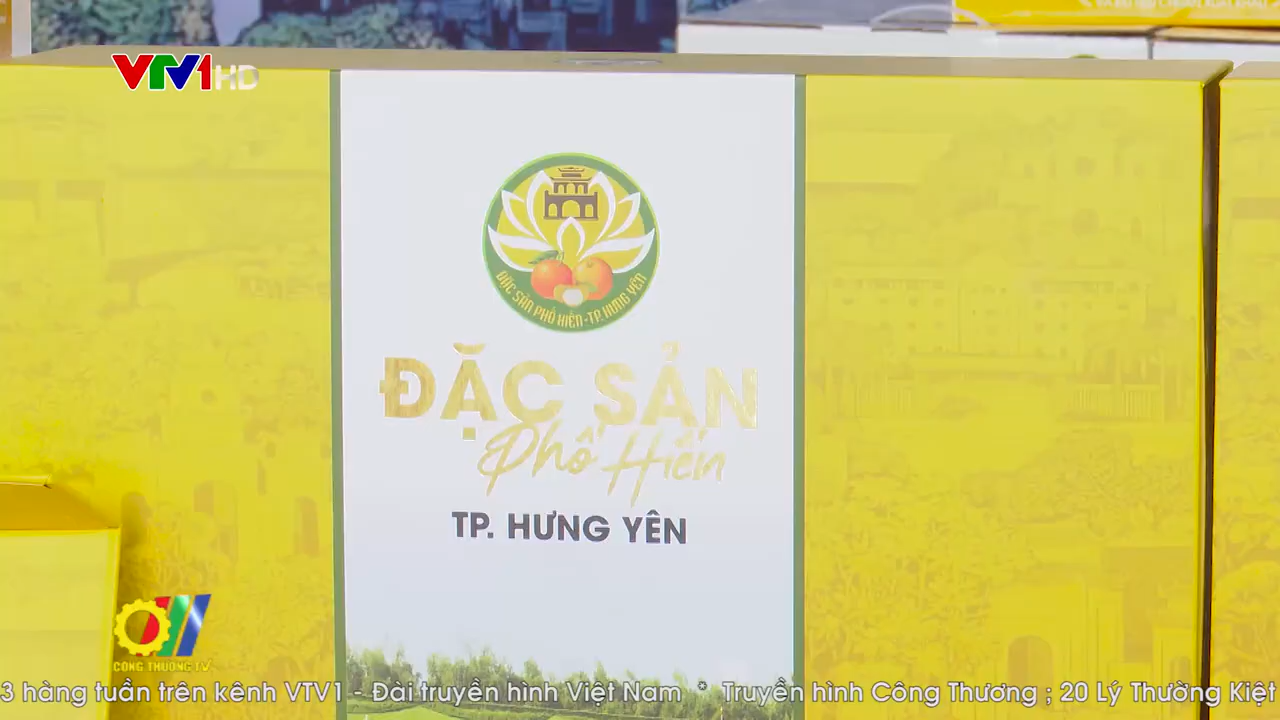 VTV1 HD
ĐẶC SẢN PHỐ HIẾN - TP. HƯNG YÊN
ĐẶC SẢN
Phố Hiến
TP. HƯNG YÊN
CÔNG THƯƠNG TV
3 hàng tuần trên kênh VTV1 - Đài truyền hình Việt Nam * Truyền hình Công Thương ; 20 Lý Thường Kiệt